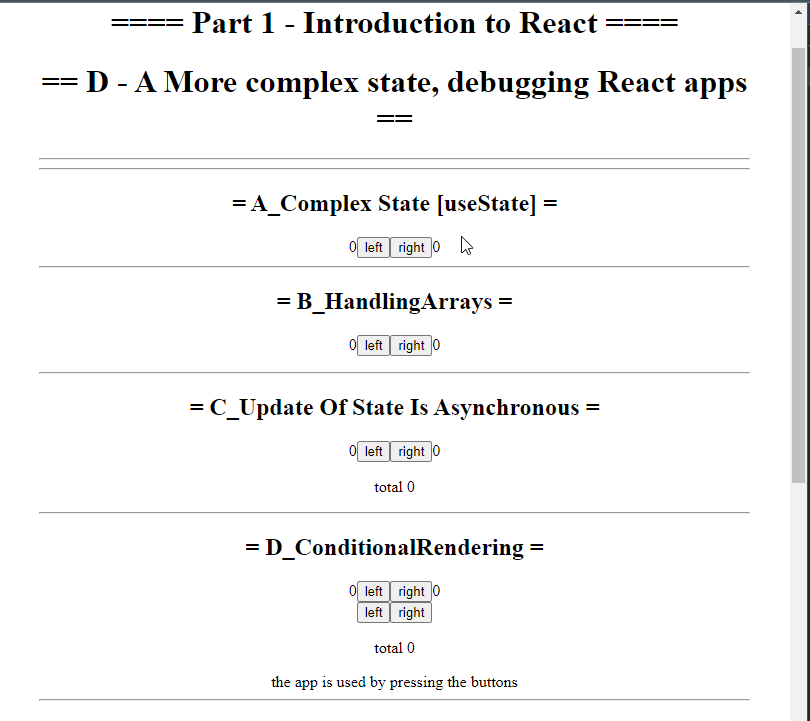 ==== Part 1 - Introduction to React ====
== D - A More complex state, debugging React apps
==
= A_Complex State [useState] =
0 left right 0
= B_HandlingArrays =
0 left right 0
= C_Update Of State Is Asynchronous =
0 left right 0
total 0
= D_ConditionalRendering =
0 left right 0
left right
total 0
the app is used by pressing the buttons